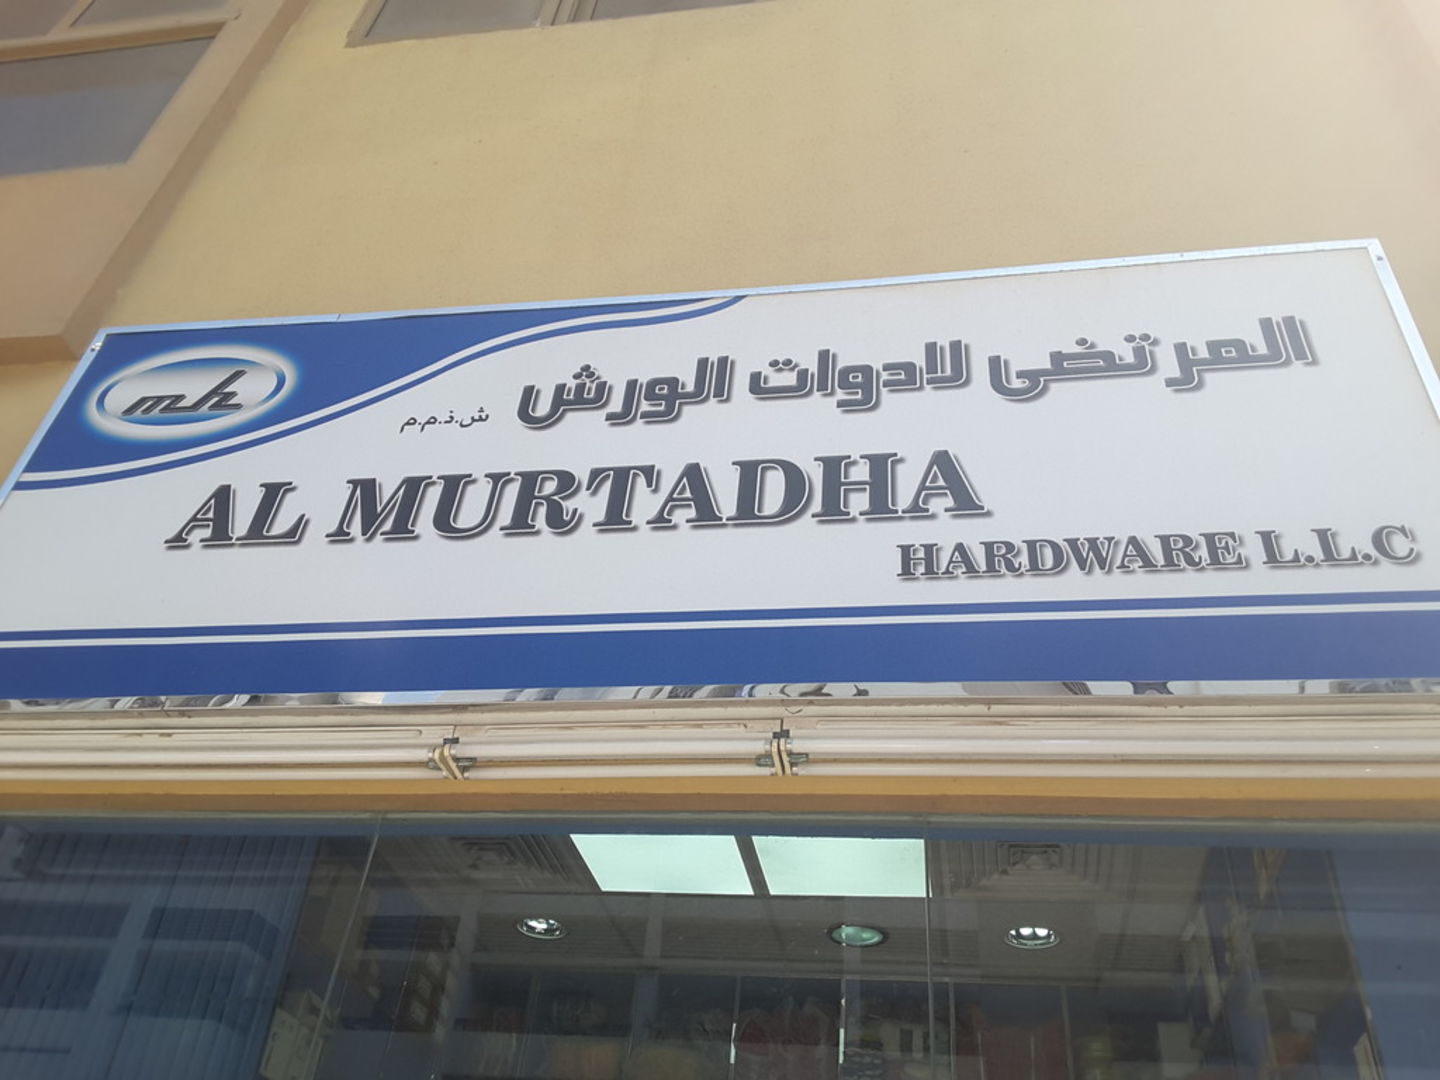 mh
المرتضى لادوات الورش ش.ذ.م.م
AL MURTADHA
HARDWARE L.L.C